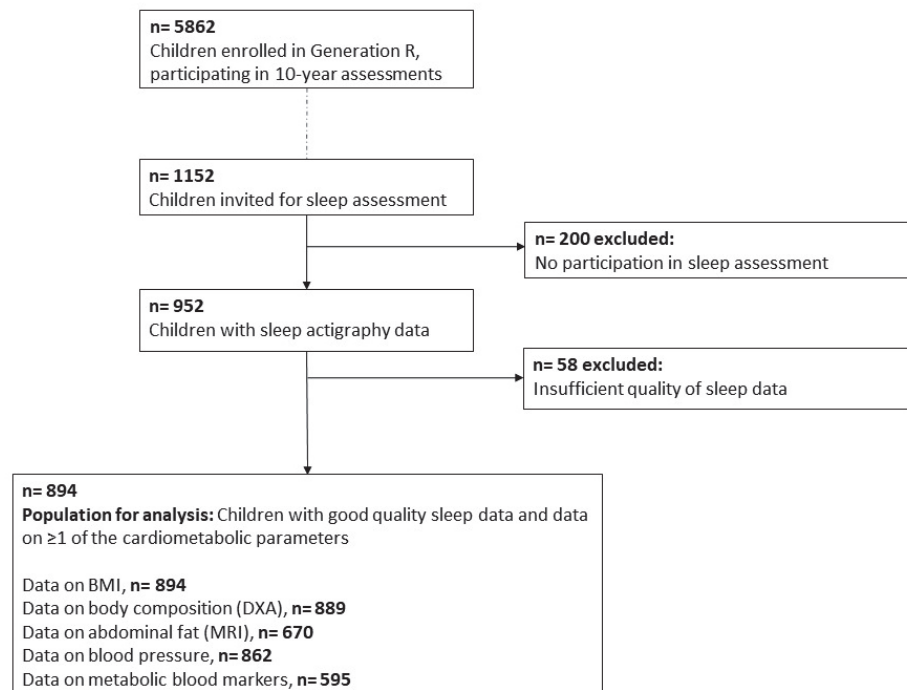 n= 5862
Children enrolled in Generation R,
participating in 10-year assessments
n= 1152
Children invited for sleep assessment
n= 200 excluded:
No participation in sleep assessment
n= 952
Children with sleep actigraphy data
n= 58 excluded:
Insufficient quality of sleep data
n= 894
Population for analysis: Children with good quality sleep data and data
on ≥1 of the cardiometabolic parameters
Data on BMI, n= 894
Data on body composition (DXA), n= 889
Data on abdominal fat (MRI), n= 670
Data on blood pressure, n= 862
Data on metabolic blood markers, n= 595